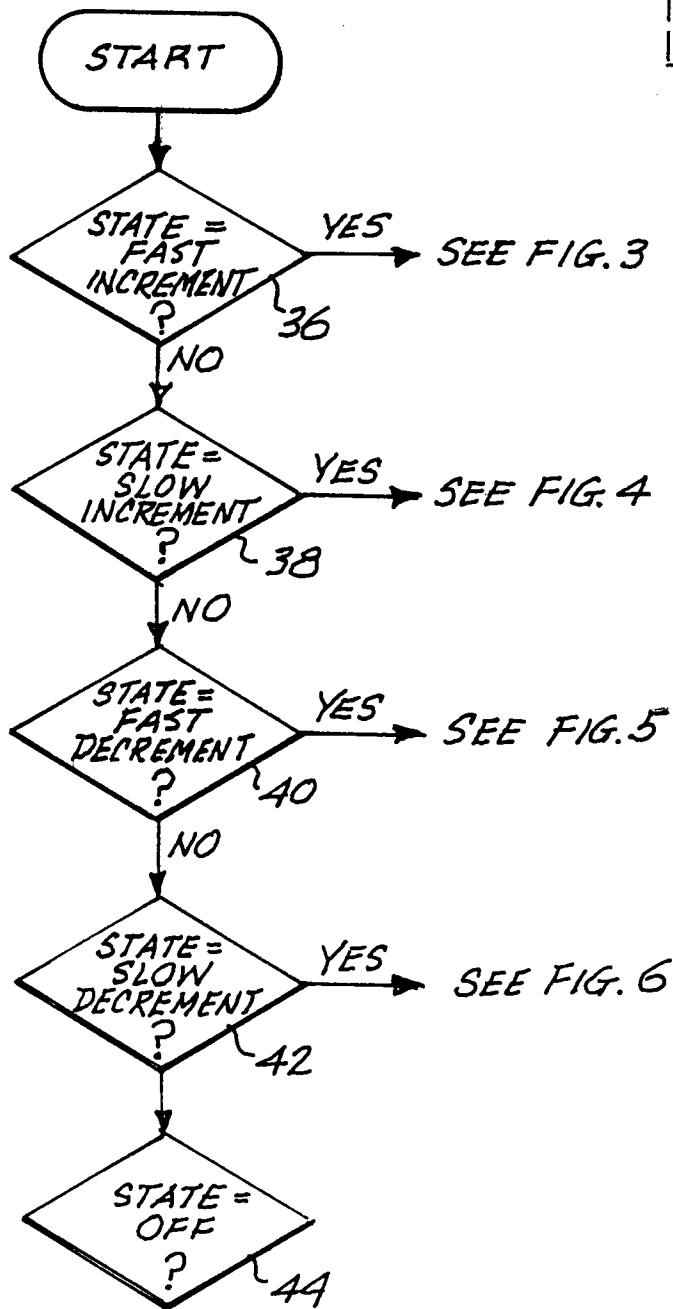 START
STATE =
FAST
INCREMENT
?
YES
SEE FIG. 3
36
NO
STATE =
SLOW
INCREMENT
?
YES
SEE FIG. 4
38
NO
STATE =
FAST
DECREMENT
?
YES
SEE FIG. 5
40
NO
STATE =
SLOW
DECREMENT
?
YES
SEE FIG. 6
42
STATE =
OFF
?
44